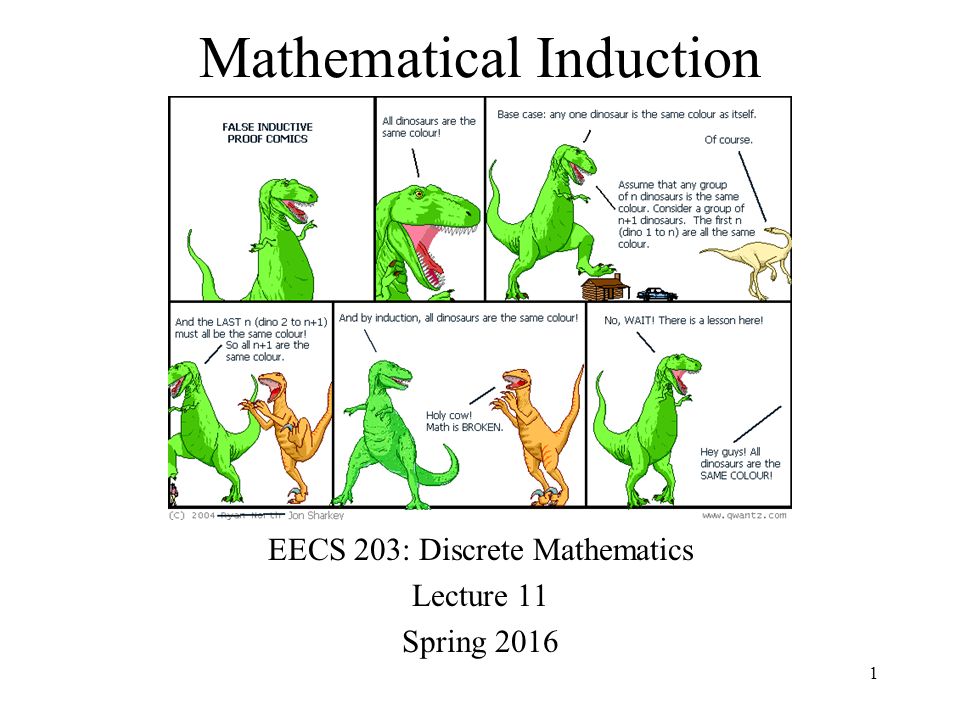 Mathematical Induction
FALSE INDUCTIVE
PROOF COMICS
All dinosaurs are the
same colour!
Base case: any one dinosaur is the same colour as itself.
Of course.
Assume that any group
of n dinosaurs is the same
colour. Consider a group of
n+1 dinosaurs. The first n
(dino 1 to n) are all the same
colour.
And the LAST n (dino 2 to n+1)
must all be the same colour!
So all n+1 are the
same colour.
And by induction, all dinosaurs are the same colour!
Holy cow!
Math is BROKEN.
No, WAIT! There is a lesson here!
Hey guys! All
dinosaurs are the
SAME COLOUR!
(C) 2004 Ryan North Jon Sharkey
www.qwantz.com
EECS 203: Discrete Mathematics
Lecture 11
Spring 2016
1